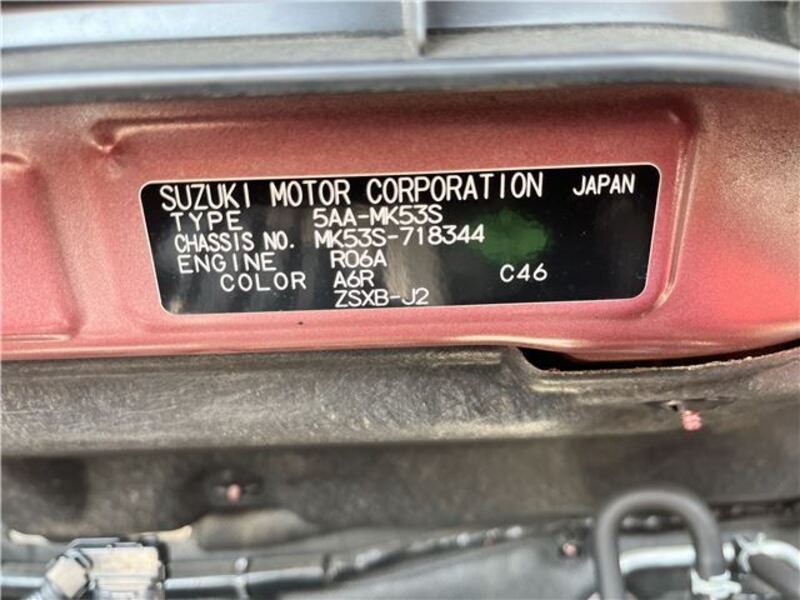 SUZUKI MOTOR CORPORATION JAPAN
TYPE 5AA-MK53S
CHASSIS NO. MK53S-718344
ENGINE R06A
COLOR A6R C46
ZSXB-J2